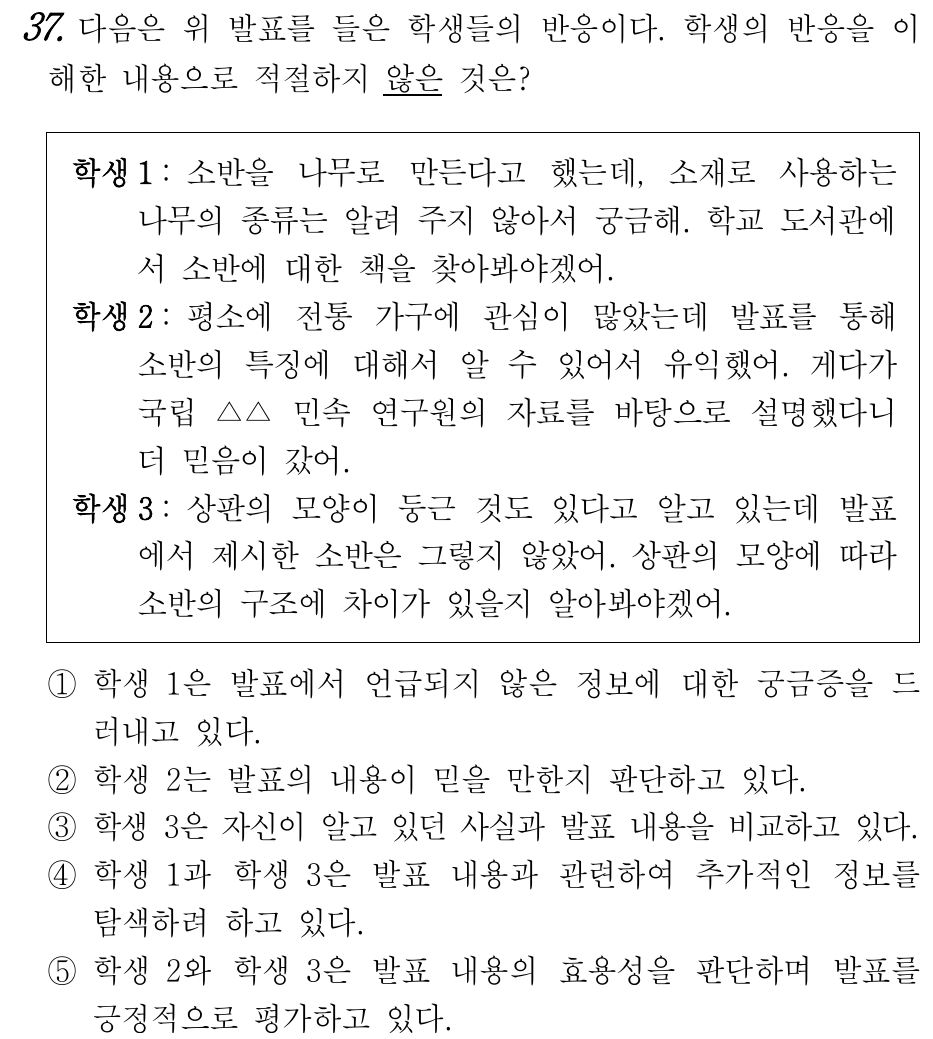 37. 다음은 위 발표를 들은 학생들의 반응이다. 학생의 반응을 이
해한 내용으로 적절하지 않은 것은?
학생 1 : 소반을 나무로 만든다고 했는데, 소재로 사용하는
나무의 종류는 알려 주지 않아서 궁금해. 학교 도서관에
서 소반에 대한 책을 찾아봐야겠어.
학생 2 : 평소에 전통 가구에 관심이 많았는데 발표를 통해
소반의 특징에 대해서 알 수 있어서 유익했어. 게다가
국립 △△ 민속 연구원의 자료를 바탕으로 설명했다니
더 믿음이 갔어.
학생 3 : 상판의 모양이 둥근 것도 있다고 알고 있는데 발표
에서 제시한 소반은 그렇지 않았어. 상판의 모양에 따라
소반의 구조에 차이가 있을지 알아봐야겠어.
① 학생 1은 발표에서 언급되지 않은 정보에 대한 궁금증을 드
러내고 있다.
② 학생 2는 발표의 내용이 믿을 만한지 판단하고 있다.
③ 학생 3은 자신이 알고 있던 사실과 발표 내용을 비교하고 있다.
④ 학생 1과 학생 3은 발표 내용과 관련하여 추가적인 정보를
탐색하려 하고 있다.
⑤ 학생 2와 학생 3은 발표 내용의 효용성을 판단하며 발표를
긍정적으로 평가하고 있다.